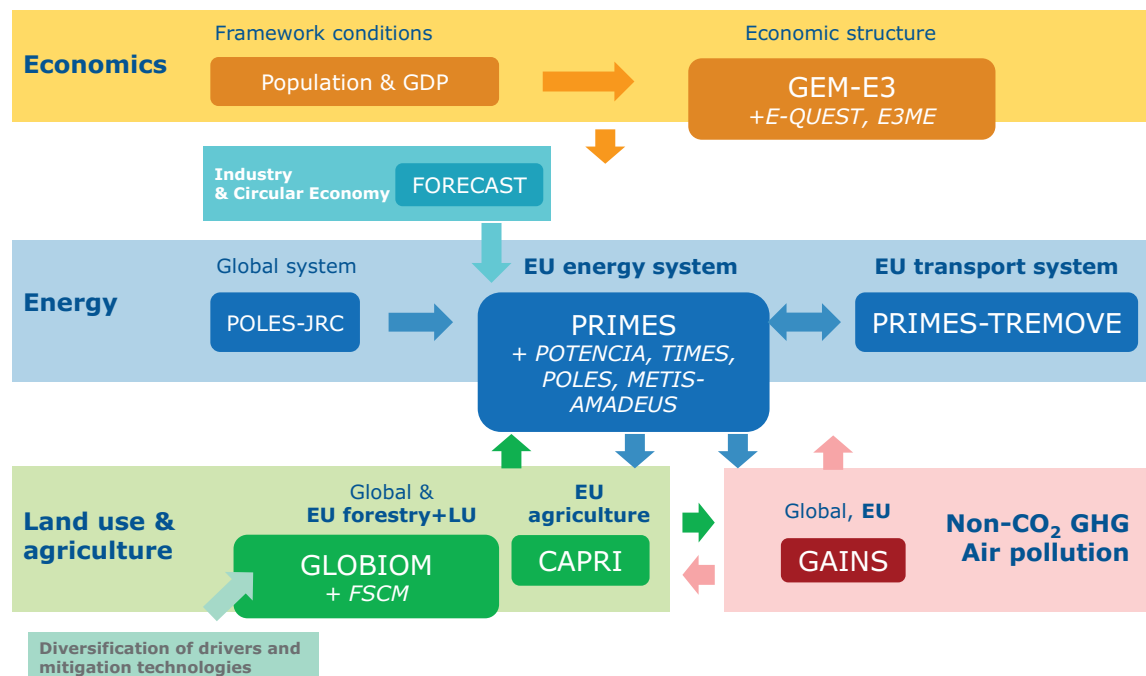 Economics
Framework conditions
Population & GDP
Economic structure
GEM-E3
+E-QUEST, E3ME
Industry
& Circular Economy
FORECAST
Energy
Global system
POLES-JRC
EU energy system
PRIMES
+ POTENCIA, TIMES,
POLES, METIS-
AMADEUS
EU transport system
PRIMES-TREMOVE
Land use &
agriculture
Global &
EU forestry+LU
GLOBIOM
+ FSCM
EU
agriculture
CAPRI
Global, EU
GAINS
Non-CO₂ GHG
Air pollution
Diversification of drivers and
mitigation technologies